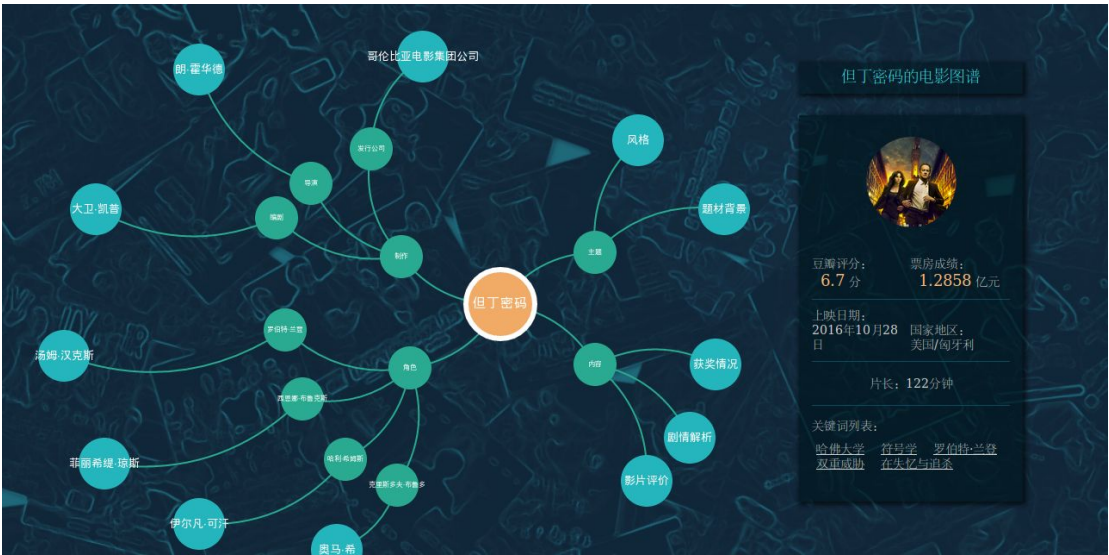 哥伦比亚电影集团公司
朗·霍华德
发行公司
导演
大卫·凯普
编剧
制作
风格
题材背景
主题
但丁密码
罗伯特·兰登
汤姆·汉克斯
角色
西恩娜·布鲁克斯
菲丽希缇·琼斯
哈利·希姆斯
克里斯多夫·布鲁多
伊尔凡·可汗
奥马·希
内容
获奖情况
剧情解析
影片评价
但丁密码的电影图谱
豆瓣评分：
6.7 分
票房成绩：
1.2858 亿元
上映日期：
2016年10月28
日
国家地区：
美国/匈牙利
片长：122分钟
关键词列表：
哈佛大学 符号学 罗伯特·兰登
双重威胁 在失忆与追杀